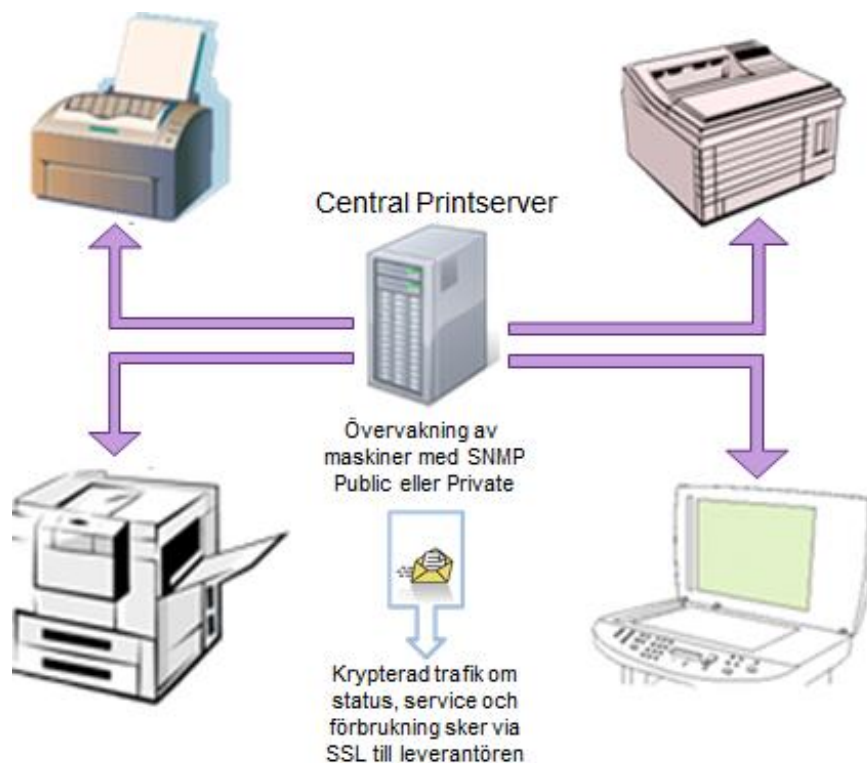 Central Printserver
Övervakning av
maskiner med SNMP
Public eller Private
Krypterad trafik om
status, service och
förbrukning sker via
SSL till leverantören